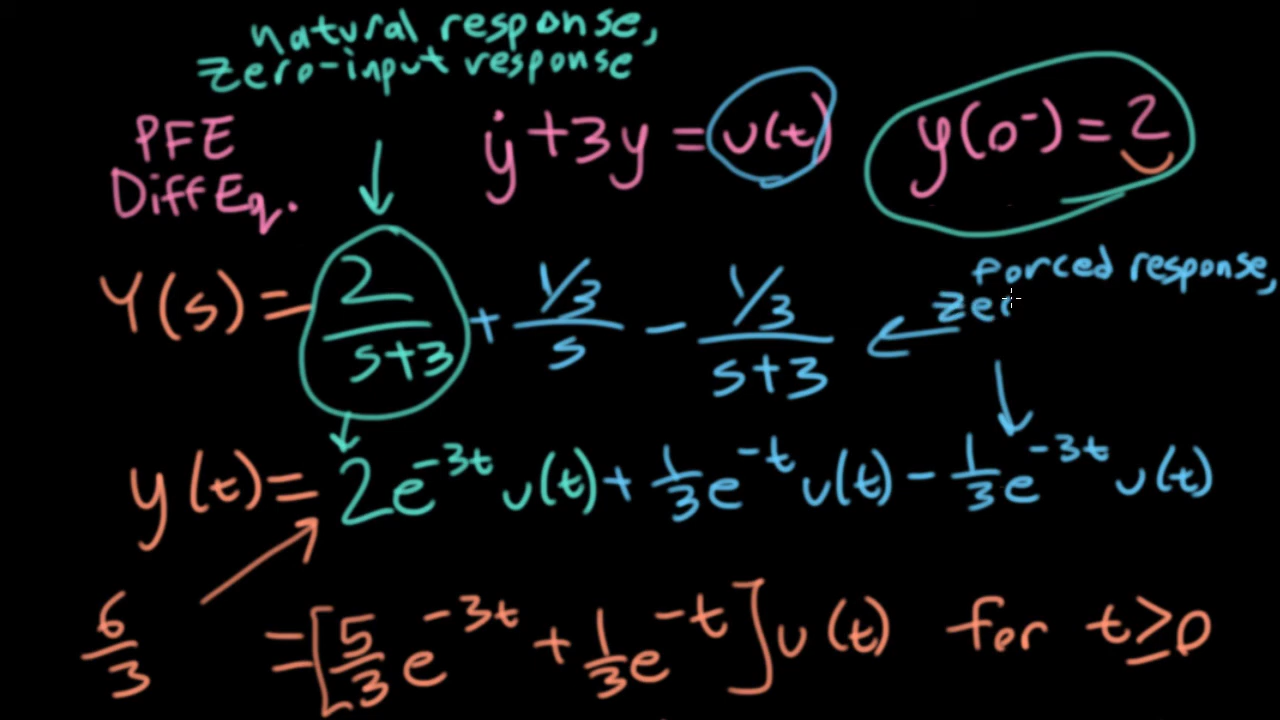 natural response,
zero-input response
PFE
DiffEq.
ẏ+3y = u(t)
y(0⁻) = 2
forced response,
zer
Y(s) = 2/(s+3) + (1/3)/s − (1/3)/(s+3)
y(t) = 2e^(-3t) u(t) + 1/3 e^(-t) u(t) − 1/3 e^(-3t) u(t)
6/3
= [5/3 e^(-3t) + 1/3 e^(-t)] u(t) for t ≥ 0